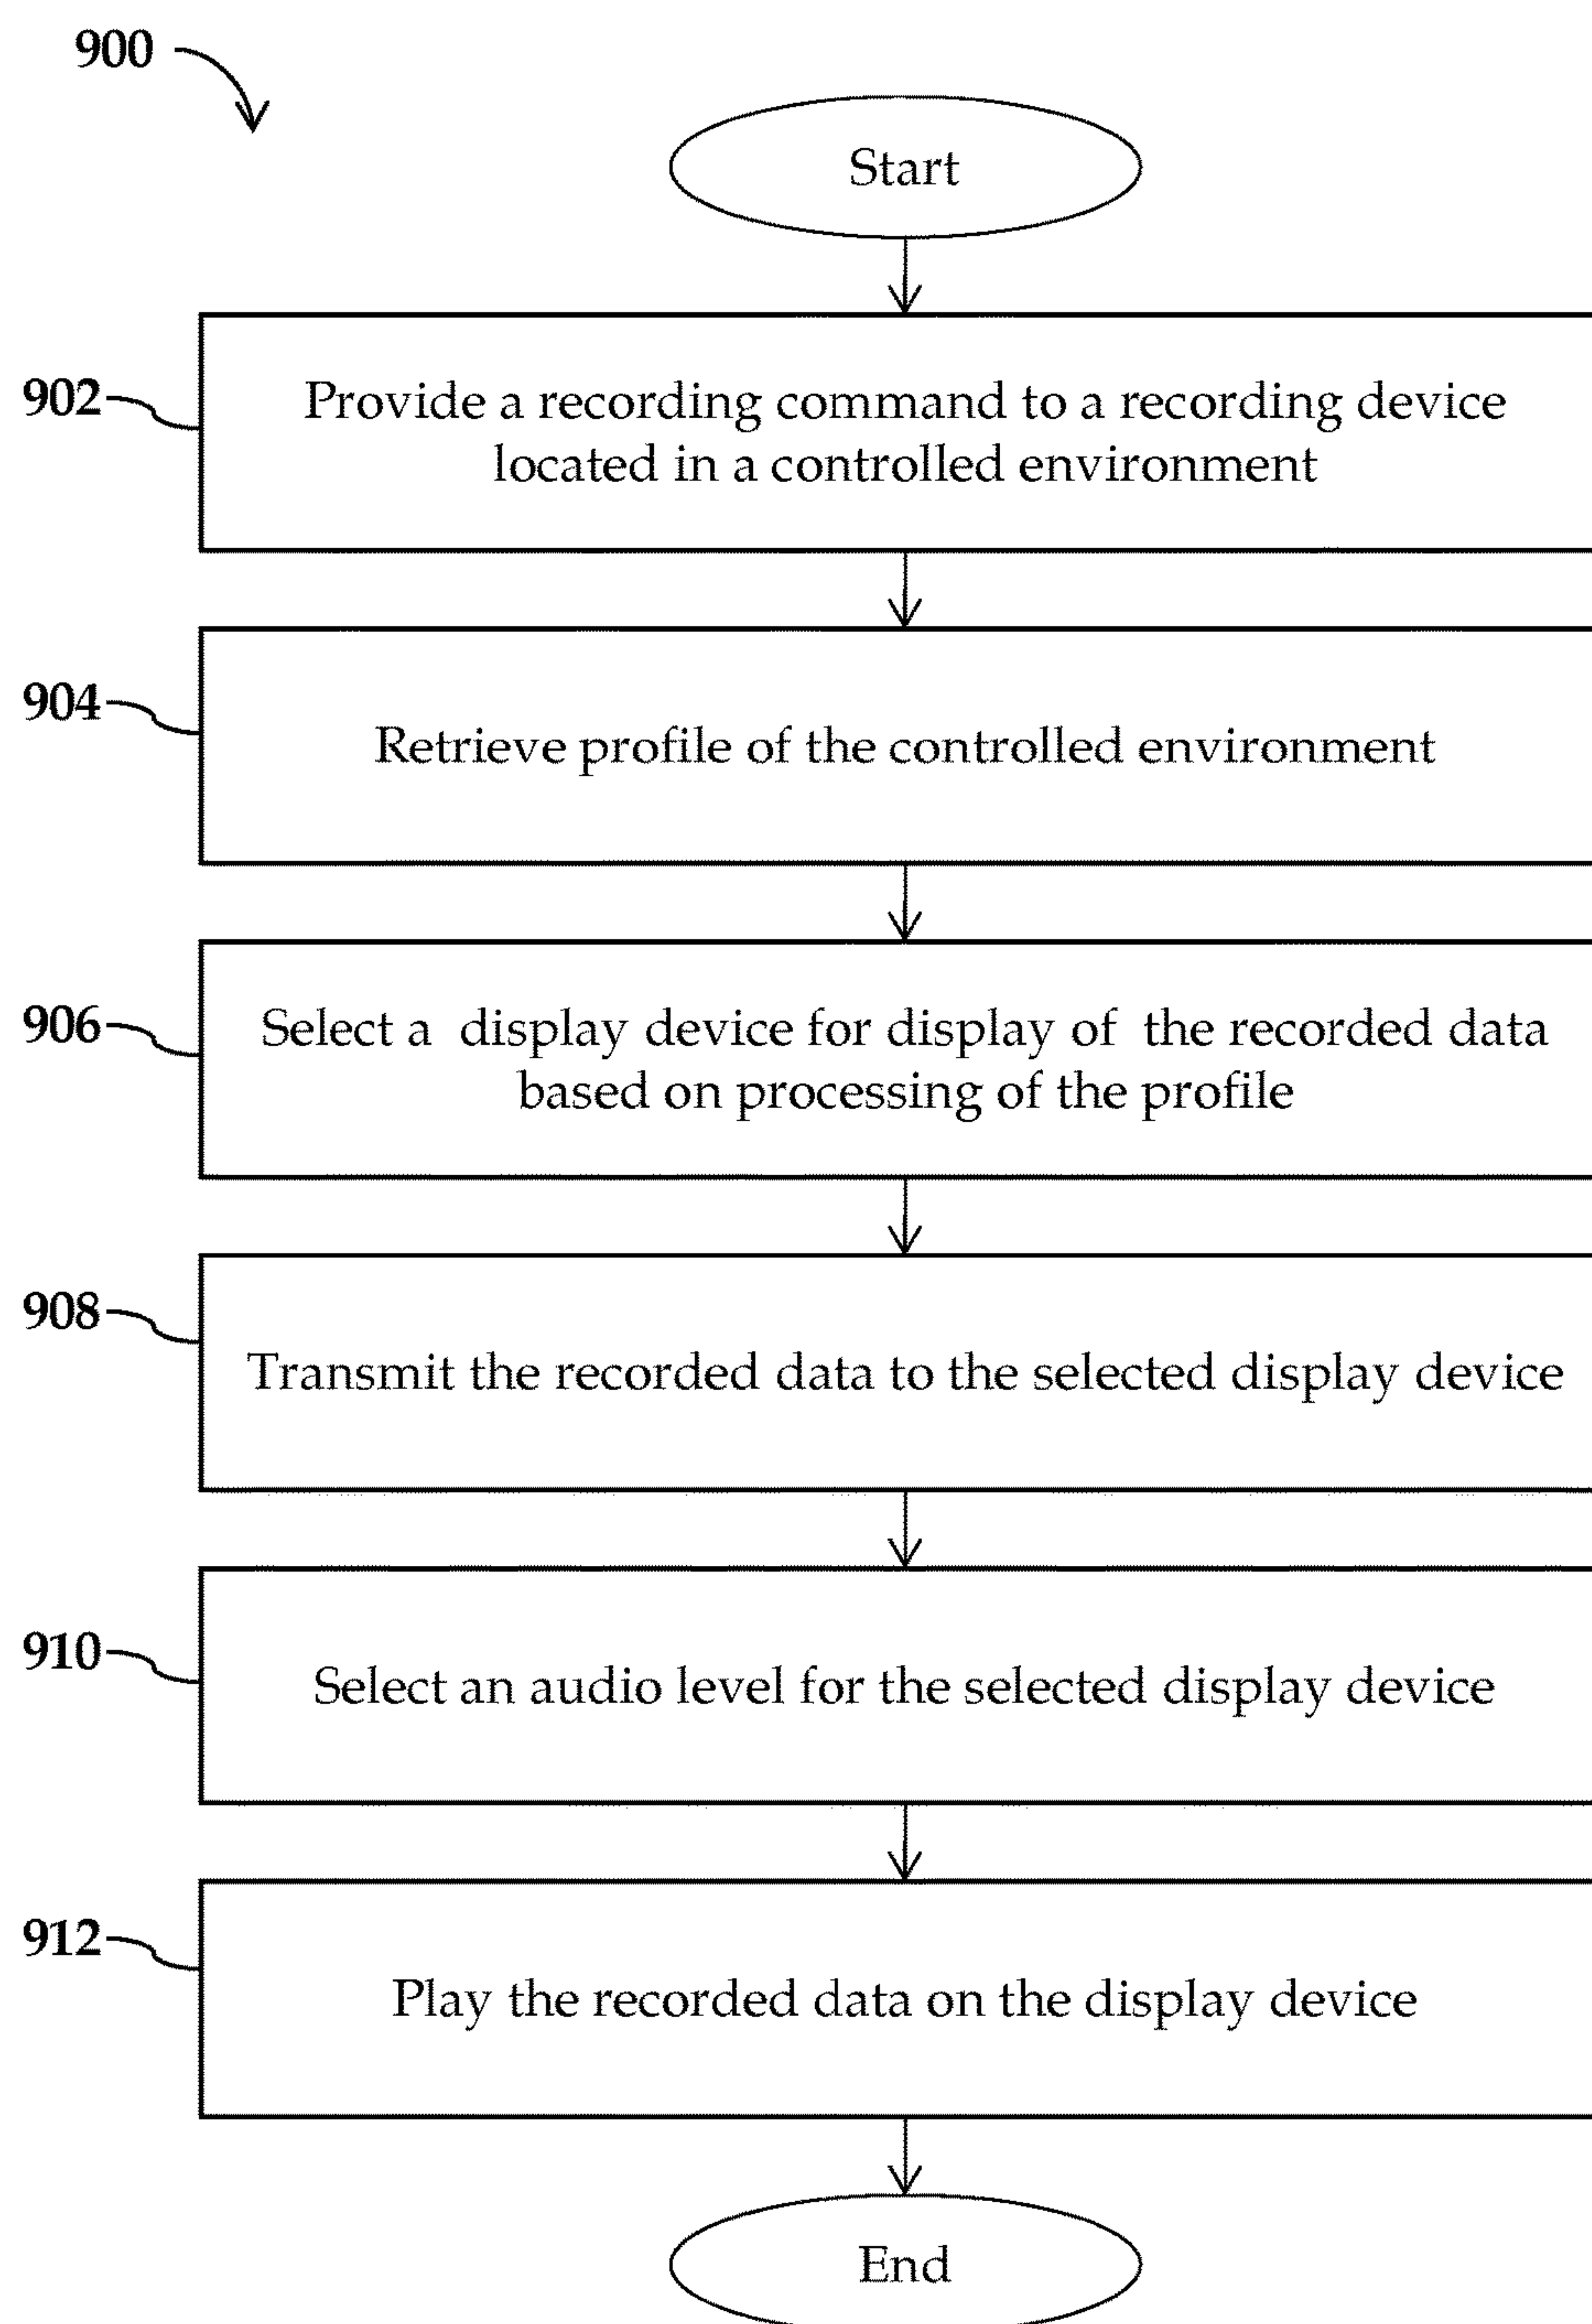 900
Start
902
Provide a recording command to a recording device
located in a controlled environment
904
Retrieve profile of the controlled environment
906
Select a display device for display of the recorded data
based on processing of the profile
908
Transmit the recorded data to the selected display device
910
Select an audio level for the selected display device
912
Play the recorded data on the display device
End